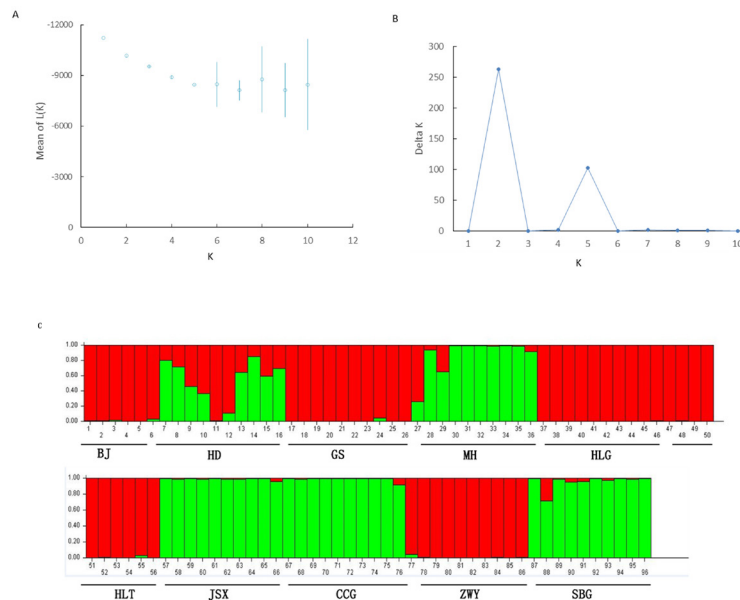 A
B
-12000
-9000
-6000
-3000
0
Mean of L(K)
0 2 4 6 8 10 12
K
300
250
200
150
100
50
0
Delta K
1 2 3 4 5 6 7 8 9 10
K
c
1.00
0.80
0.60
0.40
0.20
0.00
1 3 5 7 9 11 13 15 17 19 21 23 25 27 29 31 33 35 37 39 41 43 45 47 49
2 4 6 8 10 12 14 16 18 20 22 24 26 28 30 32 34 36 38 40 42 44 46 48 50
BJ HD GS MH HLG
1.00
0.80
0.60
0.40
0.20
0.00
51 53 55 57 59 61 63 65 67 69 71 73 75 77 79 81 83 85 87 89 91 93 95
52 54 56 58 60 62 64 66 68 70 72 74 76 78 80 82 84 86 88 90 92 94 96
HLT JSX CCG ZWY SBG